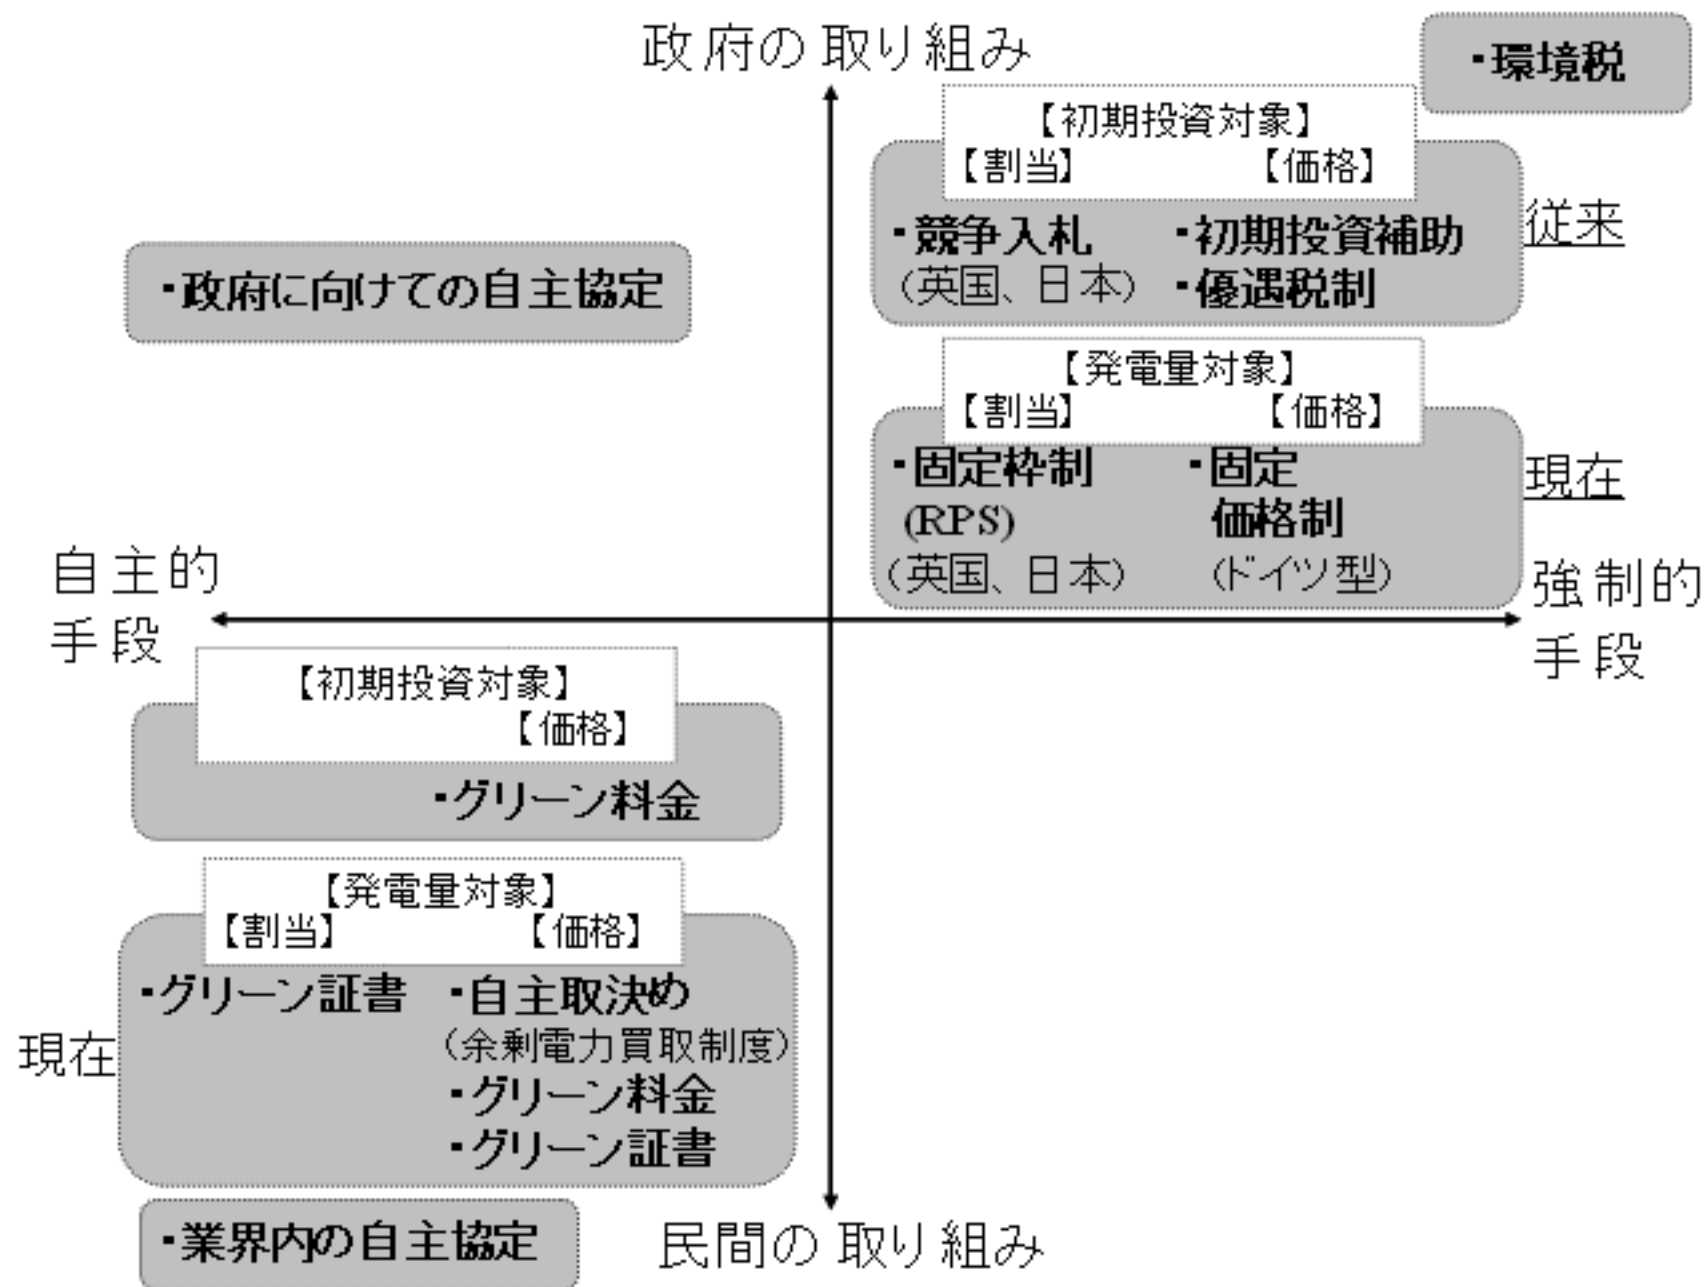 政府の取り組み
・環境税
【初期投資対象】
【割当】 【価格】
・競争入札 ・初期投資補助
(英国、日本) ・優遇税制
従来
・政府に向けての自主協定
【発電量対象】
【割当】 【価格】
・固定枠制 ・固定
(RPS) 価格制
(英国、日本) (ドイツ型)
現在
自主的
手段
強制的
手段
【初期投資対象】
【価格】
・グリーン料金
【発電量対象】
【割当】 【価格】
・グリーン証書 ・自主取決め
(余剰電力買取制度)
・グリーン料金
・グリーン証書
現在
・業界内の自主協定
民間の取り組み